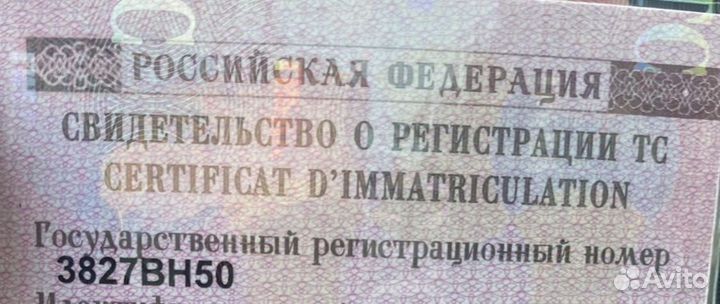 РОССИЙСКАЯ ФЕДЕРАЦИЯ
СВИДЕТЕЛЬСТВО О РЕГИСТРАЦИИ ТС
CERTIFICAT D'IMMATRICULATION
Государственный регистрационный номер
3827ВН50
Avito